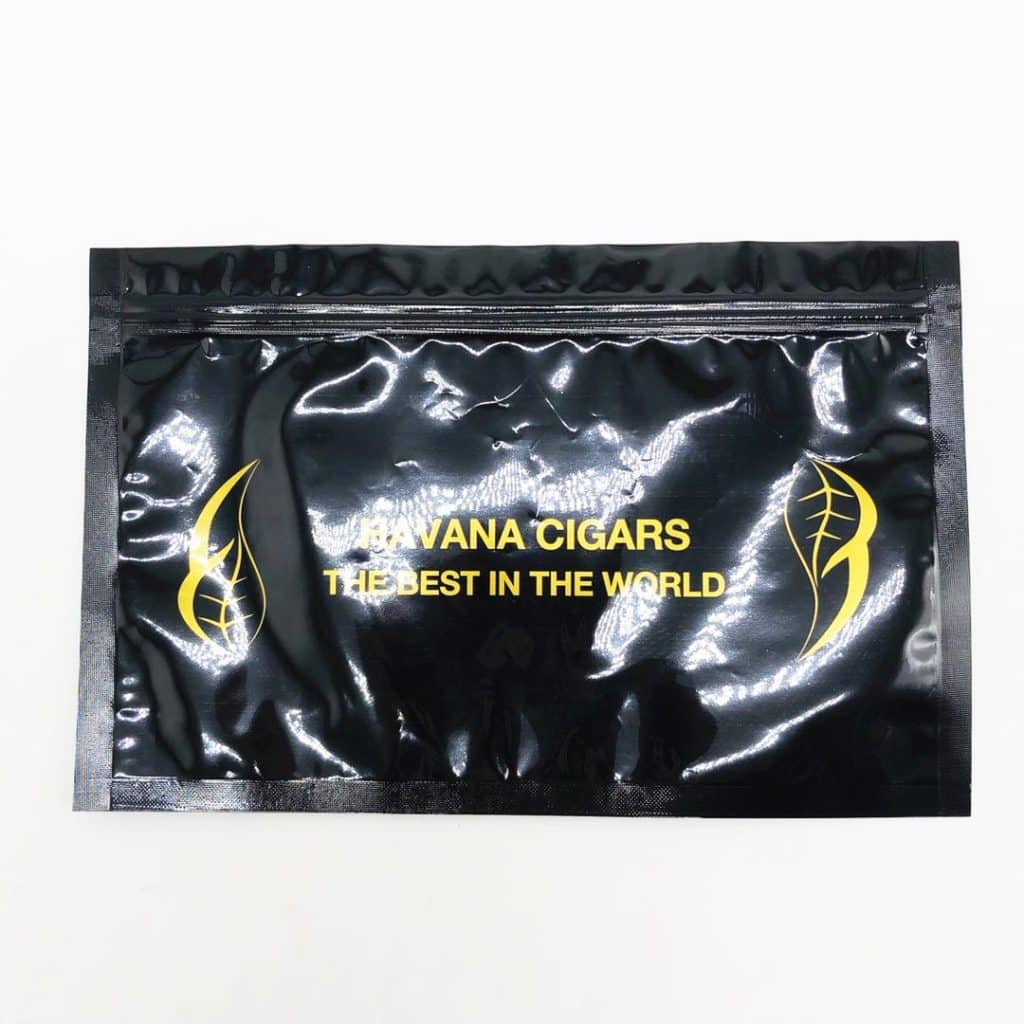 HAVANA CIGARS
THE BEST IN THE WORLD